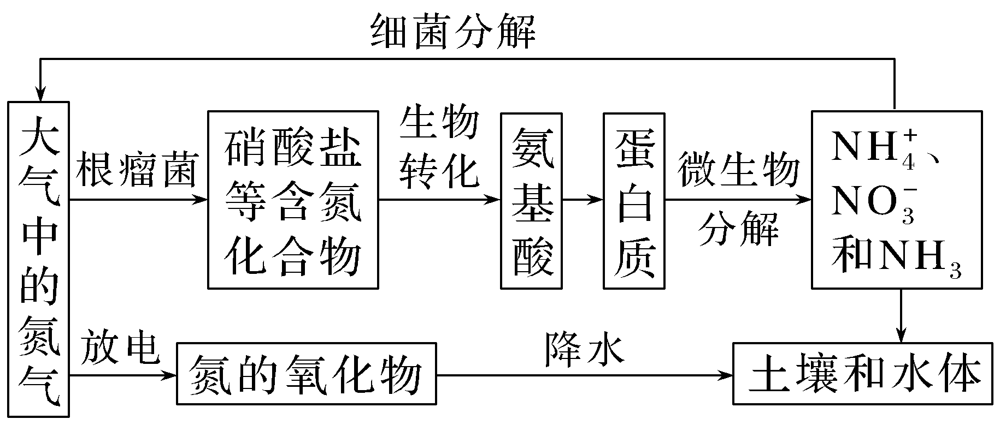 细菌分解
大气中的氮气
根瘤菌
硝酸盐
等含氮
化合物
生物
转化
氨基酸
蛋白质
微生物
分解
NH₄⁺、
NO₃⁻
和NH₃
放电
氮的氧化物
降水
土壤和水体